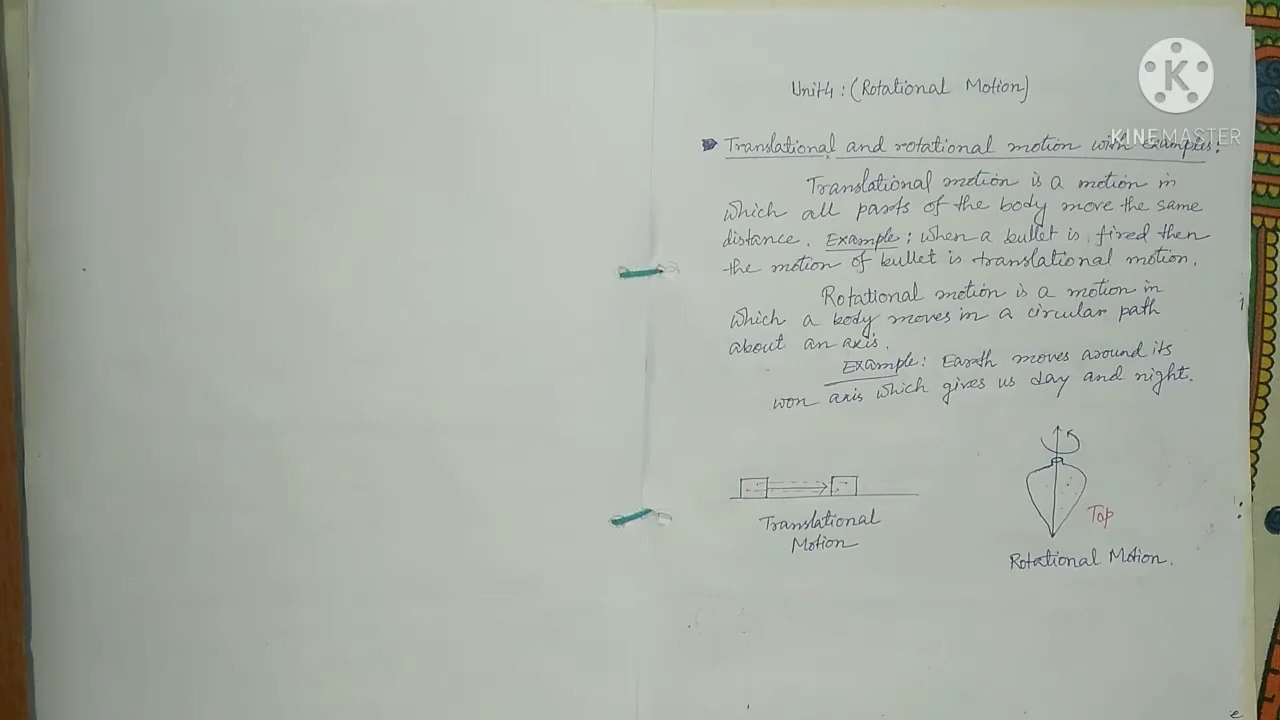 K
KINEMASTER
Unit4: (Rotational Motion)
Translational and rotational motion with examples:
Translational motion is a motion in
which all parts of the body move the same
distance. Example: when a bullet is fired then
the motion of bullet is translational motion.
Rotational motion is a motion in
which a body moves in a circular path
about an axis.
Example: Earth moves around its
won axis which gives us day and night.
Translational
Motion
Top
Rotational Motion.